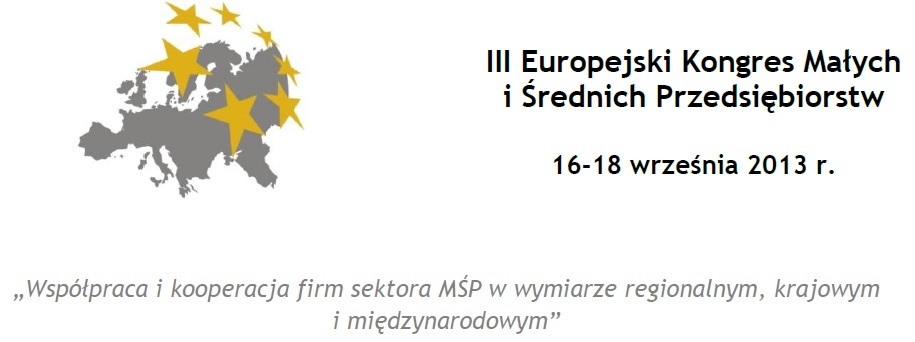 III Europejski Kongres Małych
i Średnich Przedsiębiorstw
16-18 września 2013 r.
„Współpraca i kooperacja firm sektora MŚP w wymiarze regionalnym, krajowym
i międzynarodowym”